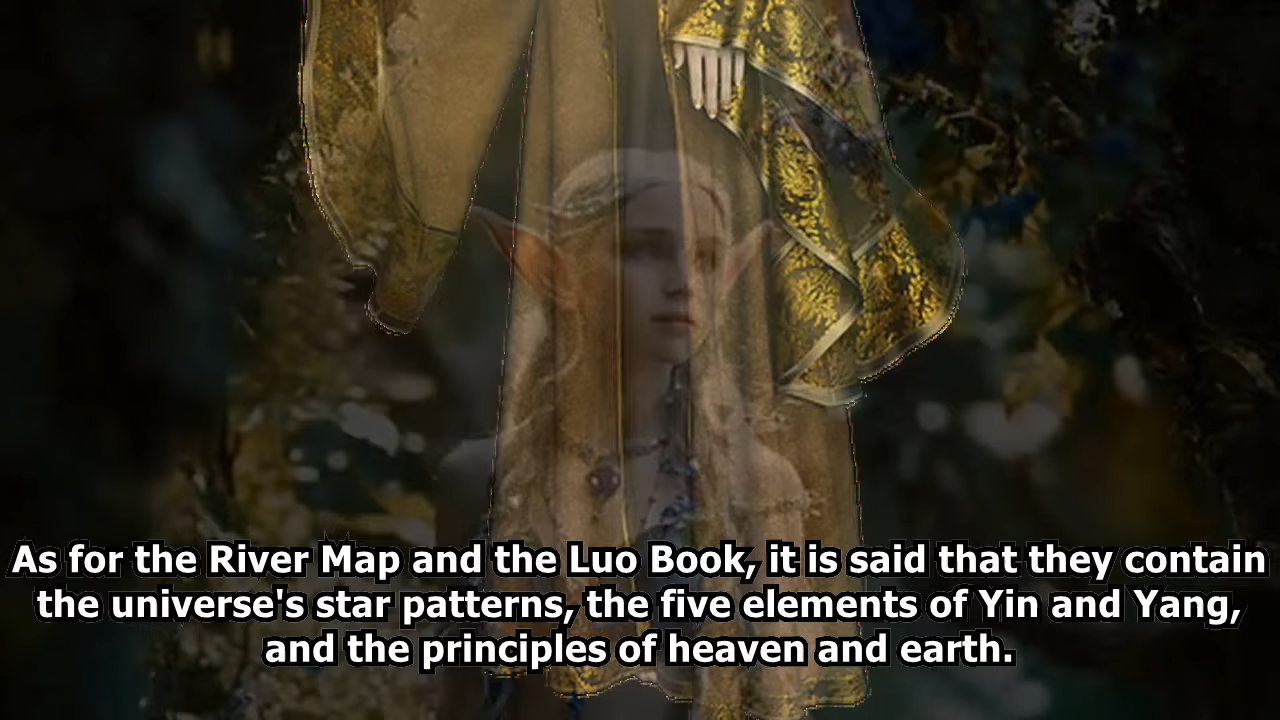 As for the River Map and the Luo Book, it is said that they contain
the universe's star patterns, the five elements of Yin and Yang,
and the principles of heaven and earth.